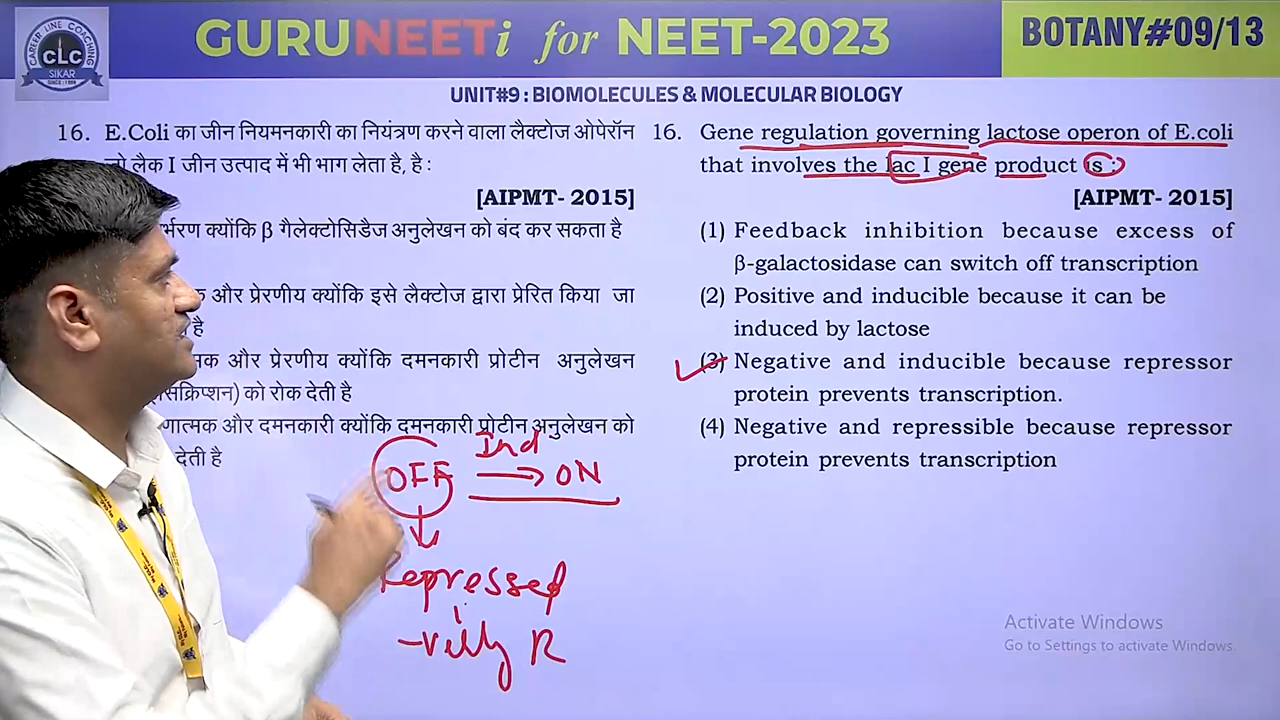 CAREER LINE COACHING
CLC
SIKAR
SINCE : 1996
GURUNEETi for NEET-2023
BOTANY#09/13
UNIT#9 : BIOMOLECULES & MOLECULAR BIOLOGY
16. E.Coli का जीन नियमनकारी का नियंत्रण करने वाला लैक्टोज ओपेरॉन
जो लैक I जीन उत्पाद में भी भाग लेता है, है :
[AIPMT- 2015]
क्योंकि β गैलेक्टोसिडैज अनुलेखन को बंद कर सकता है
और प्रेरणीय क्योंकि इसे लैक्टोज द्वारा प्रेरित किया जा
है
और प्रेरणीय क्योंकि दमनकारी प्रोटीन अनुलेखन
को रोक देती है
और दमनकारी क्योंकि दमनकारी प्रोटीन अनुलेखन को
देती है
OFF Ind → ON
Repressed
-vely R
16. Gene regulation governing lactose operon of E.coli
that involves the lac I gene product is :
[AIPMT- 2015]
(1) Feedback inhibition because excess of
β-galactosidase can switch off transcription
(2) Positive and inducible because it can be
induced by lactose
(3) Negative and inducible because repressor
protein prevents transcription.
(4) Negative and repressible because repressor
protein prevents transcription
Activate Windows
Go to Settings to activate Windows.